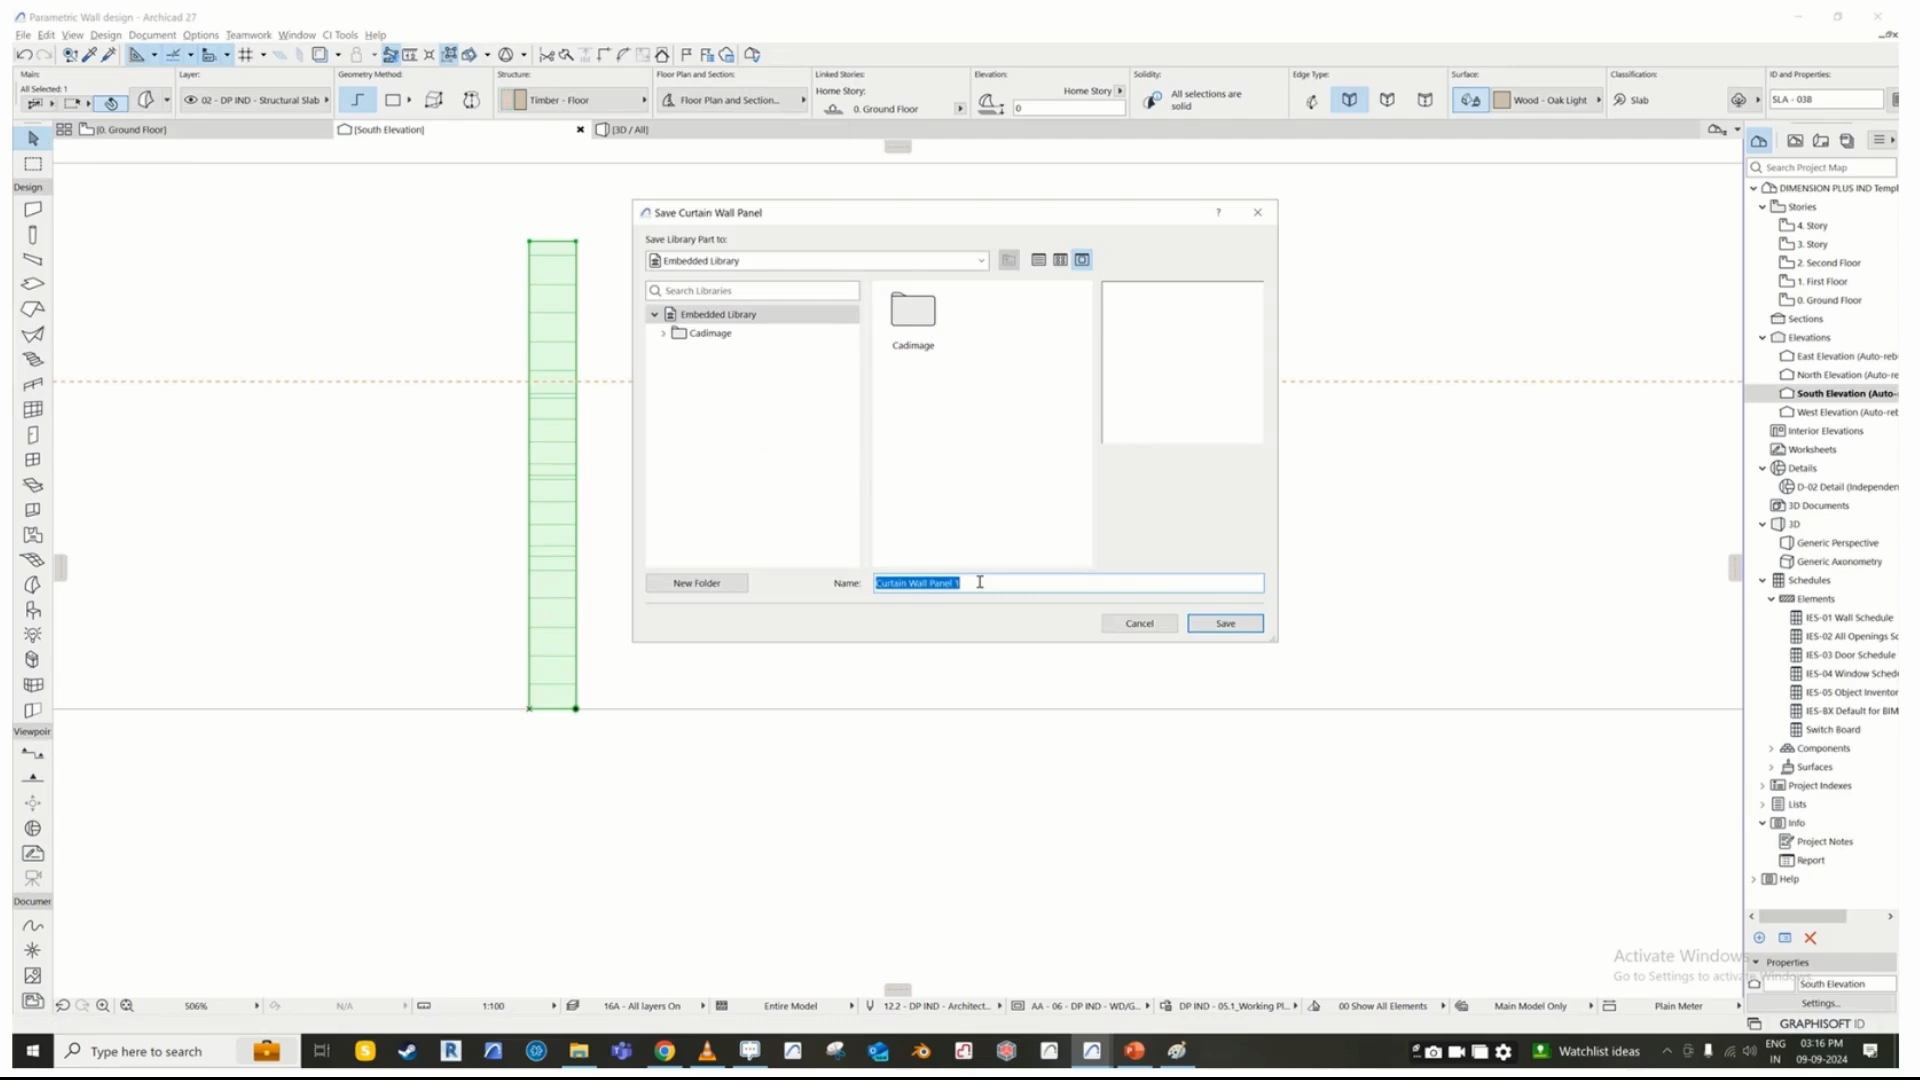 Parametric Wall design - Archicad 27
File Edit View Design Document Options Teamwork Window CI Tools Help
Main:
All Selected: 1
Layer:
02 - DP IND - Structural Slab
Geometry Method:
Structure:
Timber - Floor
Floor Plan and Section:
Floor Plan and Section...
Linked Stories:
Home Story:
0. Ground Floor
Elevation:
Home Story
0
Solidity:
All selections are
solid
Edge Type:
Surface:
Wood - Oak Light
Classification:
Slab
ID and Properties:
SLA - 038
[0. Ground Floor]
[South Elevation]
[3D / All]
Design
Viewpoir
Documer
Save Curtain Wall Panel
?
Save Library Part to:
Embedded Library
Search Libraries
Embedded Library
Cadimage
Cadimage
New Folder
Name:
Curtain Wall Panel 1
Cancel
Save
Search Project Map
DIMENSION PLUS IND Templ
Stories
4. Story
3. Story
2. Second Floor
1. First Floor
0. Ground Floor
Sections
Elevations
East Elevation (Auto-reb
North Elevation (Auto-re
South Elevation (Auto-
West Elevation (Auto-ret
Interior Elevations
Worksheets
Details
D-02 Detail (Independen
3D Documents
3D
Generic Perspective
Generic Axonometry
Schedules
Elements
IES-01 Wall Schedule
IES-02 All Openings Sc
IES-03 Door Schedule
IES-04 Window Sched
IES-05 Object Inventor
IES-BX Default for BIM
Switch Board
Components
Surfaces
Project Indexes
Lists
Info
Project Notes
Report
Help
Activate Windows
Go to Settings to activate Windows.
Properties
South Elevation
Settings...
GRAPHISOFT ID
506%
N/A
1:100
16A - All layers On
Entire Model
12.2 - DP IND - Architect...
AA - 06 - DP IND - WD/G...
DP IND - 05.1_Working Pl...
00 Show All Elements
Main Model Only
Plain Meter
Type here to search
Watchlist ideas
ENG
IN
03:16 PM
09-09-2024